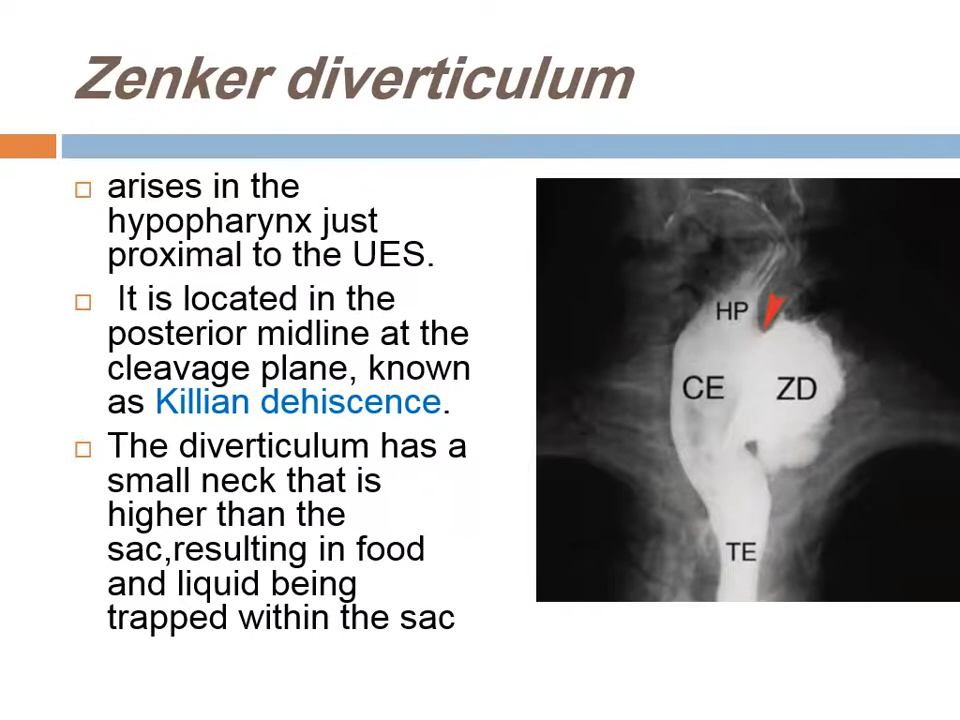 Zenker diverticulum
arises in the
hypopharynx just
proximal to the UES.
It is located in the
posterior midline at the
cleavage plane, known
as Killian dehiscence.
The diverticulum has a
small neck that is
higher than the
sac,resulting in food
and liquid being
trapped within the sac
HP
CE
ZD
TE